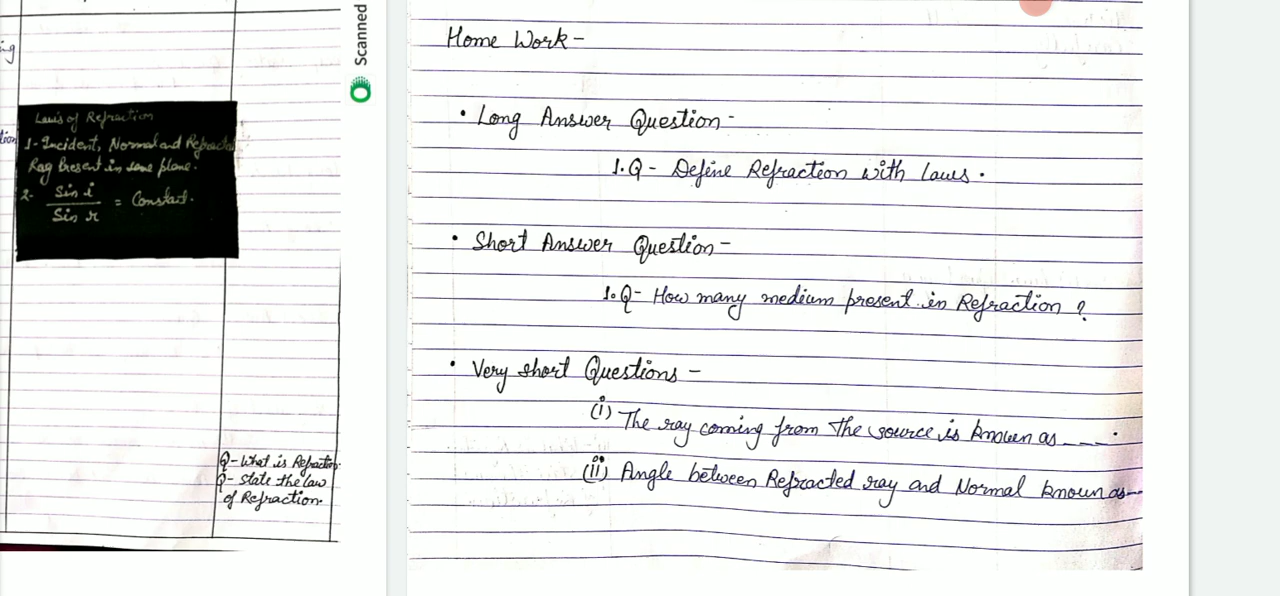 ing
tion
Laws of Refraction
1- Incident, Normal and Refracted
Ray Present in same plane.
2- Sin i / Sin r = Constant.
Q- What is Refraction.
Q- State the law
of Refraction.
Scanned
Home Work -
• Long Answer Question -
1.Q - Define Refraction with Laws.
• Short Answer Question -
1.Q- How many medium present in Refraction ?
• Very short Questions -
(i) The ray coming from the source is known as ----.
(ii) Angle between Refracted ray and Normal known as--